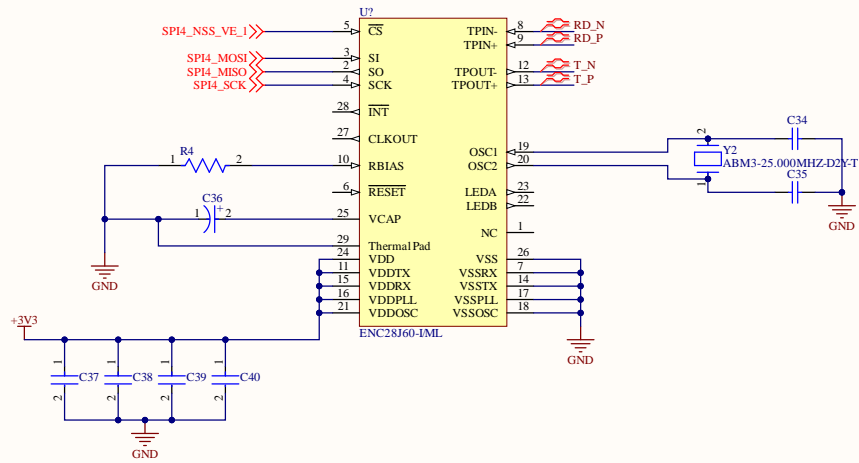 U?
SPI4_NSS_VE_1
5
CS
TPIN-
8
RD_N
TPIN+
9
RD_P
SPI4_MOSI
3
SI
SPI4_MISO
2
SO
TPOUT-
12
T_N
SPI4_SCK
4
SCK
TPOUT+
13
T_P
28
INT
27
CLKOUT
OSC1
19
R4
1
2
10
RBIAS
OSC2
20
2
Y2
ABM3-25.000MHZ-D2Y-T
1
C34
C35
GND
6
RESET
LEDA
23
LEDB
22
C36
1
+
2
25
VCAP
NC
1
29
Thermal Pad
24
VDD
VSS
26
11
VDDTX
VSSRX
7
15
VDDRX
VSSTX
14
16
VDDPLL
VSSPLL
17
21
VDDOSC
VSSOSC
18
GND
ENC28J60-I/ML
GND
+3V3
1
1
1
1
C37
C38
C39
C40
2
2
2
2
GND